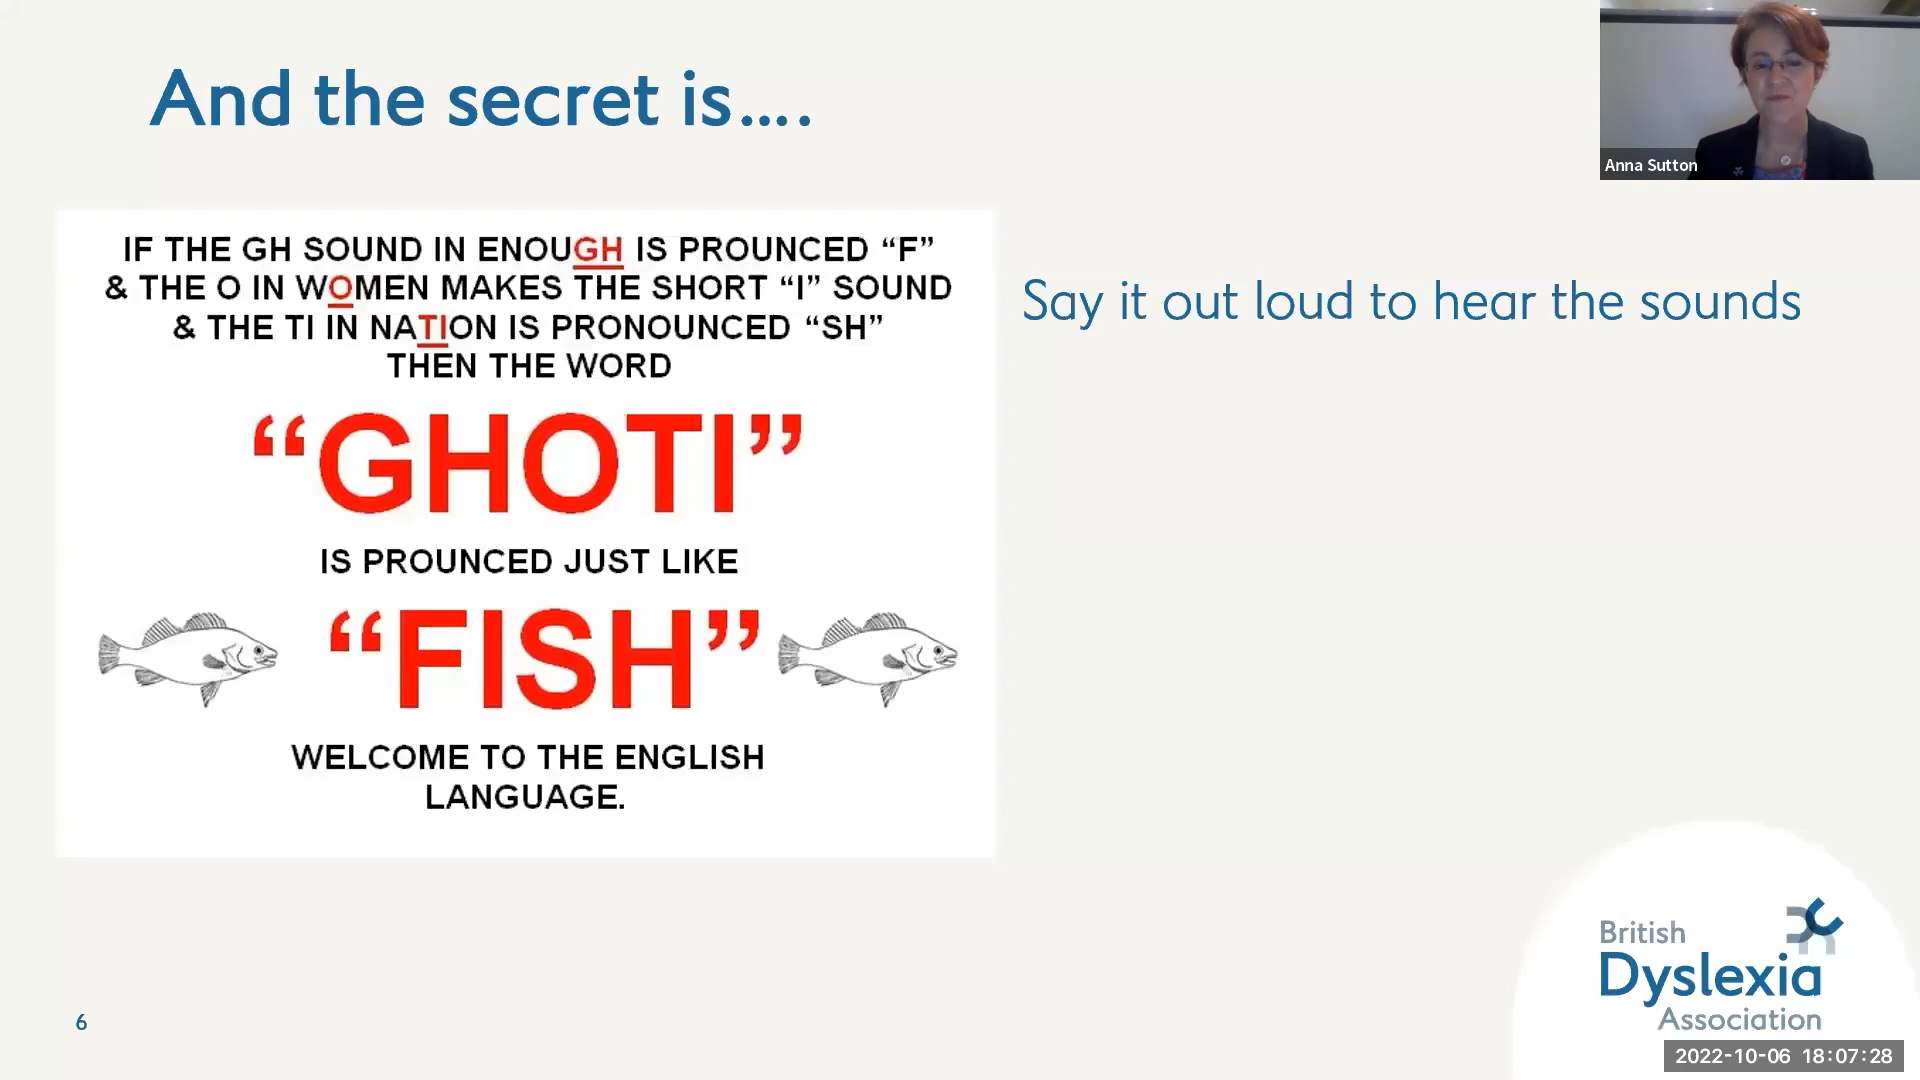 And the secret is....
Anna Sutton
IF THE GH SOUND IN ENOUGH IS PROUNCED “F”
& THE O IN WOMEN MAKES THE SHORT “I” SOUND
& THE TI IN NATION IS PRONOUNCED “SH”
THEN THE WORD
“GHOTI”
IS PROUNCED JUST LIKE
“FISH”
WELCOME TO THE ENGLISH
LANGUAGE.
Say it out loud to hear the sounds
British
Dyslexia
Association
6
2022-10-06 18:07:28